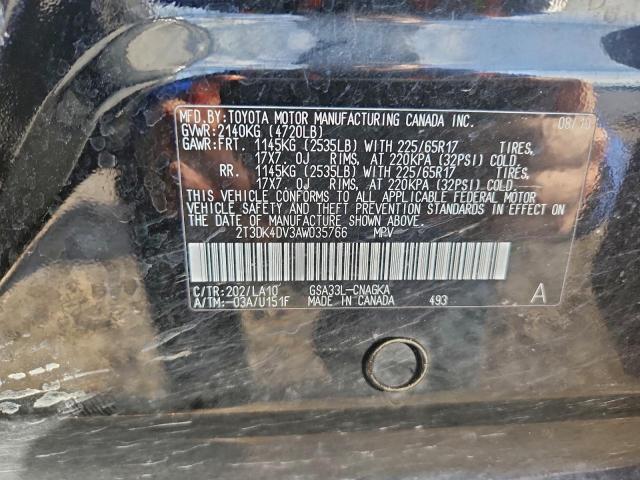 MFD.BY: TOYOTA MOTOR MANUFACTURING CANADA INC. 08/10
GVWR: 2140KG (4720LB)
GAWR: FRT. 1145KG (2535LB) WITH 225/65R17 TIRES,
17X7.0J RIMS, AT 220KPA (32PSI) COLD.
RR. 1145KG (2535LB) WITH 225/65R17 TIRES,
17X7.0J RIMS, AT 220KPA (32PSI) COLD.
THIS VEHICLE CONFORMS TO ALL APPLICABLE FEDERAL MOTOR
VEHICLE SAFETY AND THEFT PREVENTION STANDARDS IN EFFECT ON
THE DATE OF MANUFACTURE SHOWN ABOVE.
2T3DK4DV3AW035766 MPV
C/TR: 202/LA10 GSA33L-CNAGKA
A/TM: -03A/U151F MADE IN CANADA 493 A